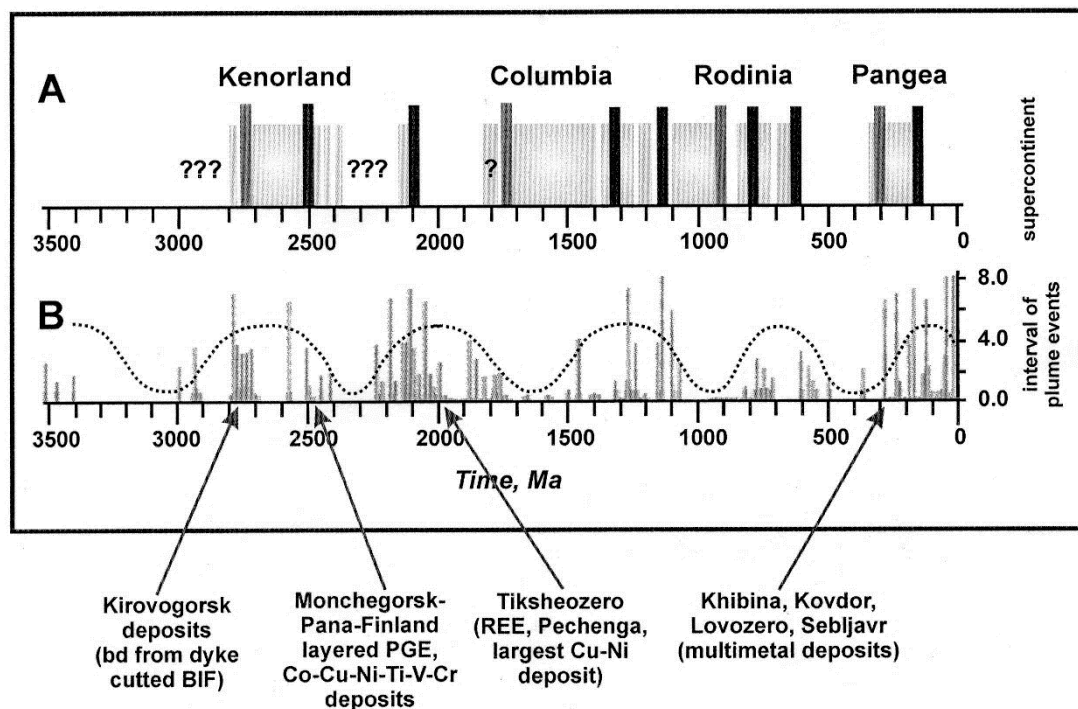 A
Kenorland Columbia Rodinia Pangea
??? ??? ?
3500 3000 2500 2000 1500 1000 500 0
supercontinent
B
8.0
4.0
0.0
interval of
plume events
3500 3000 2500 2000 1500 1000 500 0
Time, Ma
Kirovogorsk
deposits
(bd from dyke
cutted BIF)
Monchegorsk-
Pana-Finland
layered PGE,
Co-Cu-Ni-Ti-V-Cr
deposits
Tiksheozero
(REE, Pechenga,
largest Cu-Ni
deposit)
Khibina, Kovdor,
Lovozero, Sebljavr
(multimetal deposits)